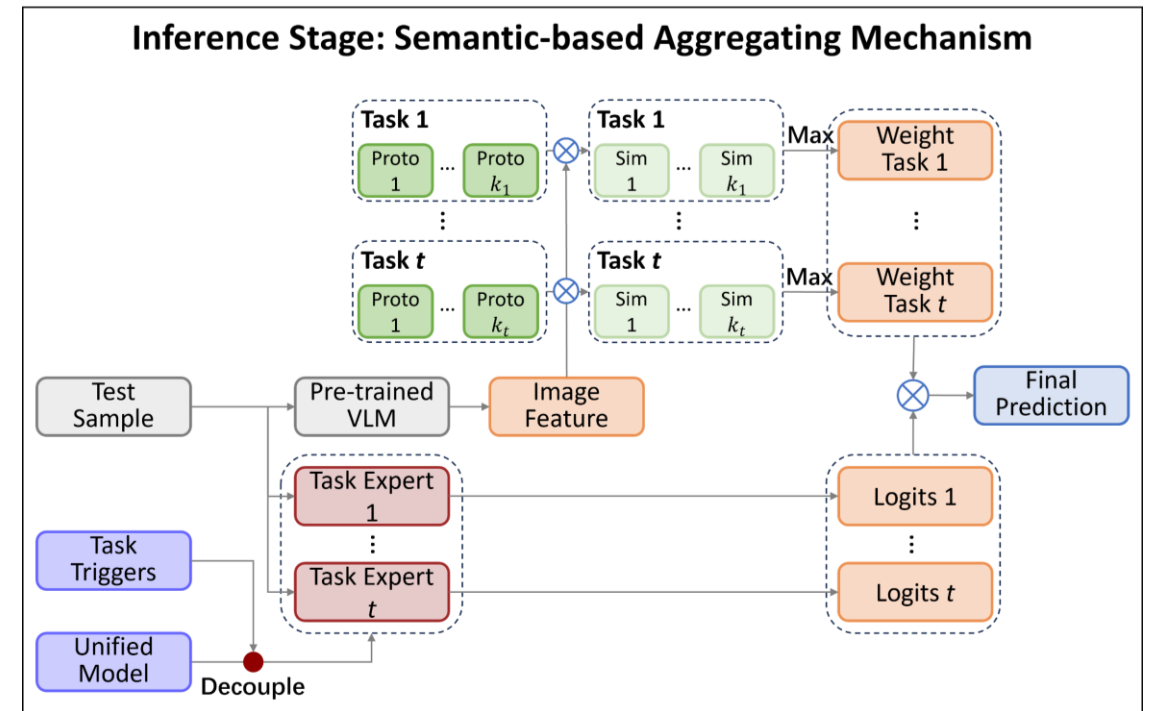 Inference Stage: Semantic-based Aggregating Mechanism
Task 1
Proto
1
...
Proto
k₁
Task 1
Sim
1
...
Sim
k₁
Max
Weight
Task 1
⋮
⋮
⋮
Task t
Proto
1
...
Proto
kₜ
Task t
Sim
1
...
Sim
kₜ
Max
Weight
Task t
Test
Sample
Pre-trained
VLM
Image
Feature
Final
Prediction
Task Expert
1
⋮
Task Expert
t
Logits 1
⋮
Logits t
Task
Triggers
Unified
Model
Decouple